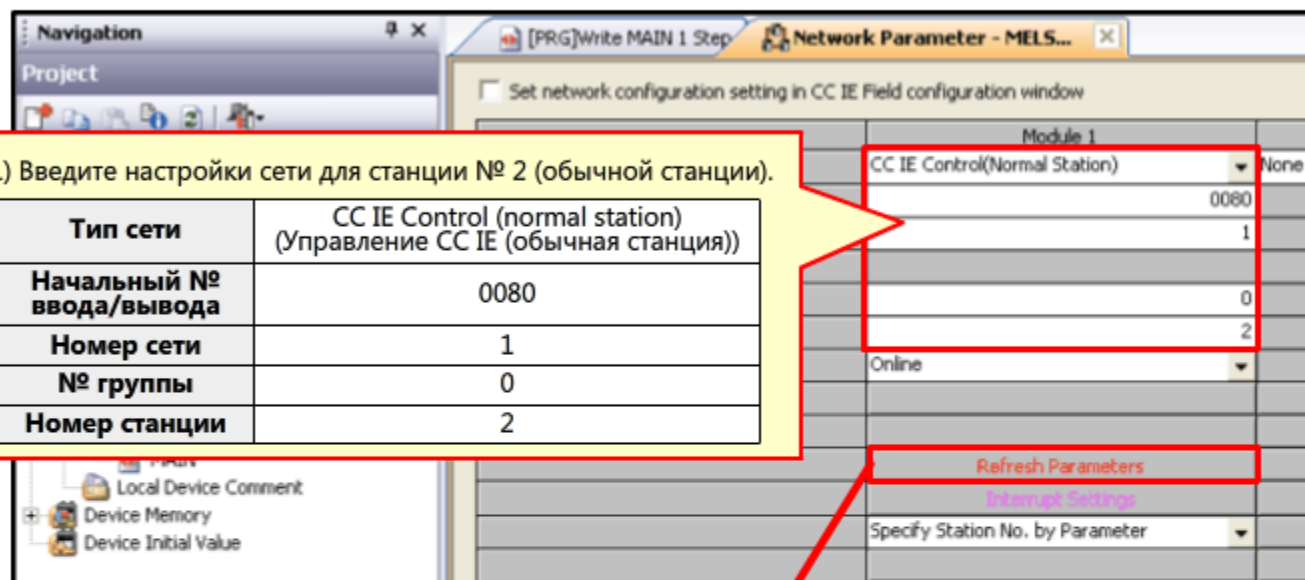 Navigation
[PRG]Write MAIN 1 Step
Network Parameter - MELS...
Project
Set network configuration setting in CC IE Field configuration window
Module 1
) Введите настройки сети для станции № 2 (обычной станции).
CC IE Control(Normal Station)
None
0080
1
0
2
Online
Тип сети
CC IE Control (normal station)
(Управление CC IE (обычная станция))
Начальный №
ввода/вывода
0080
Номер сети
1
№ группы
0
Номер станции
2
MAIN
Local Device Comment
Device Memory
Device Initial Value
Refresh Parameters
Interrupt Settings
Specify Station No. by Parameter